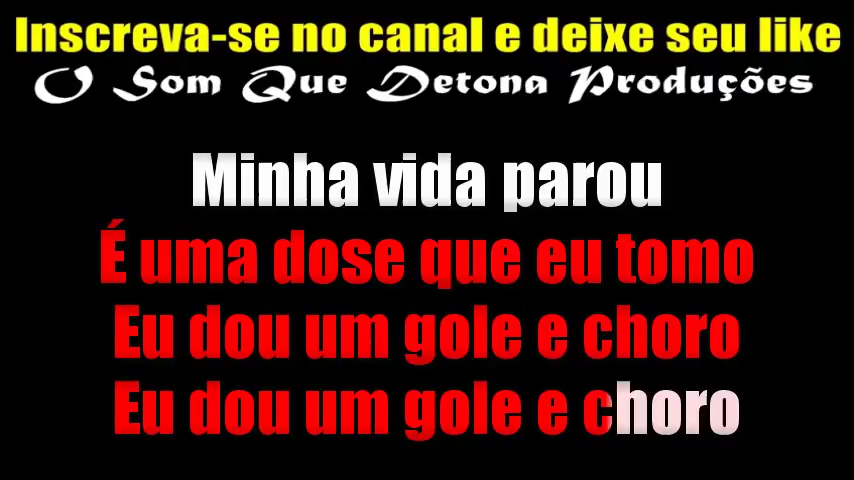 Inscreva-se no canal e deixe seu like
O Som Que Detona Produções
Minha vida parou
É uma dose que eu tomo
Eu dou um gole e choro
Eu dou um gole e choro